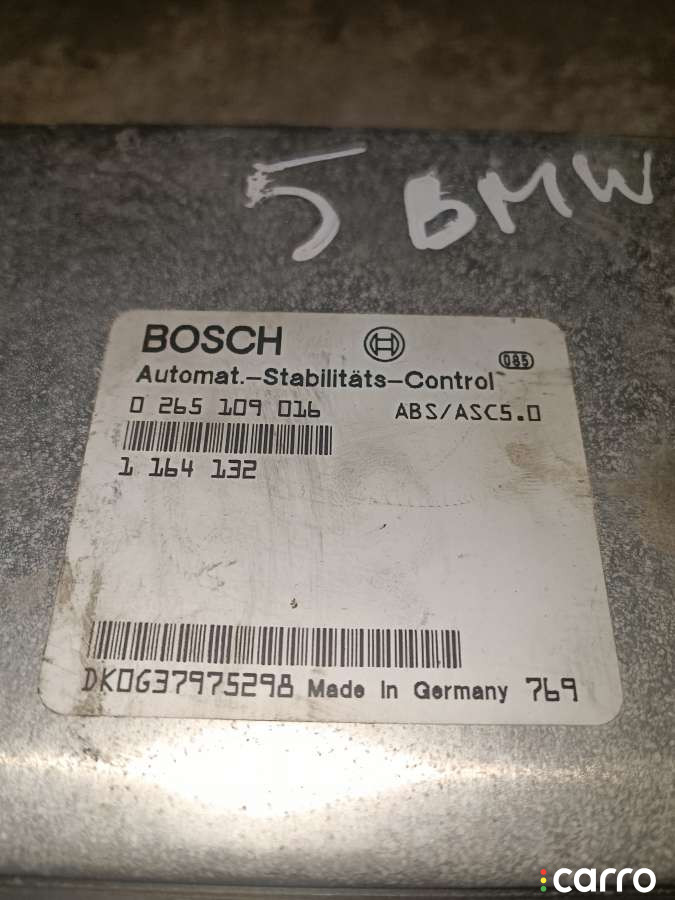 5 BMW
BOSCH
085
Automat.-Stabilitäts-Control
0 265 109 016 ABS/ASC5.0
1 164 132
DK0G37975298 Made in Germany 769
carro